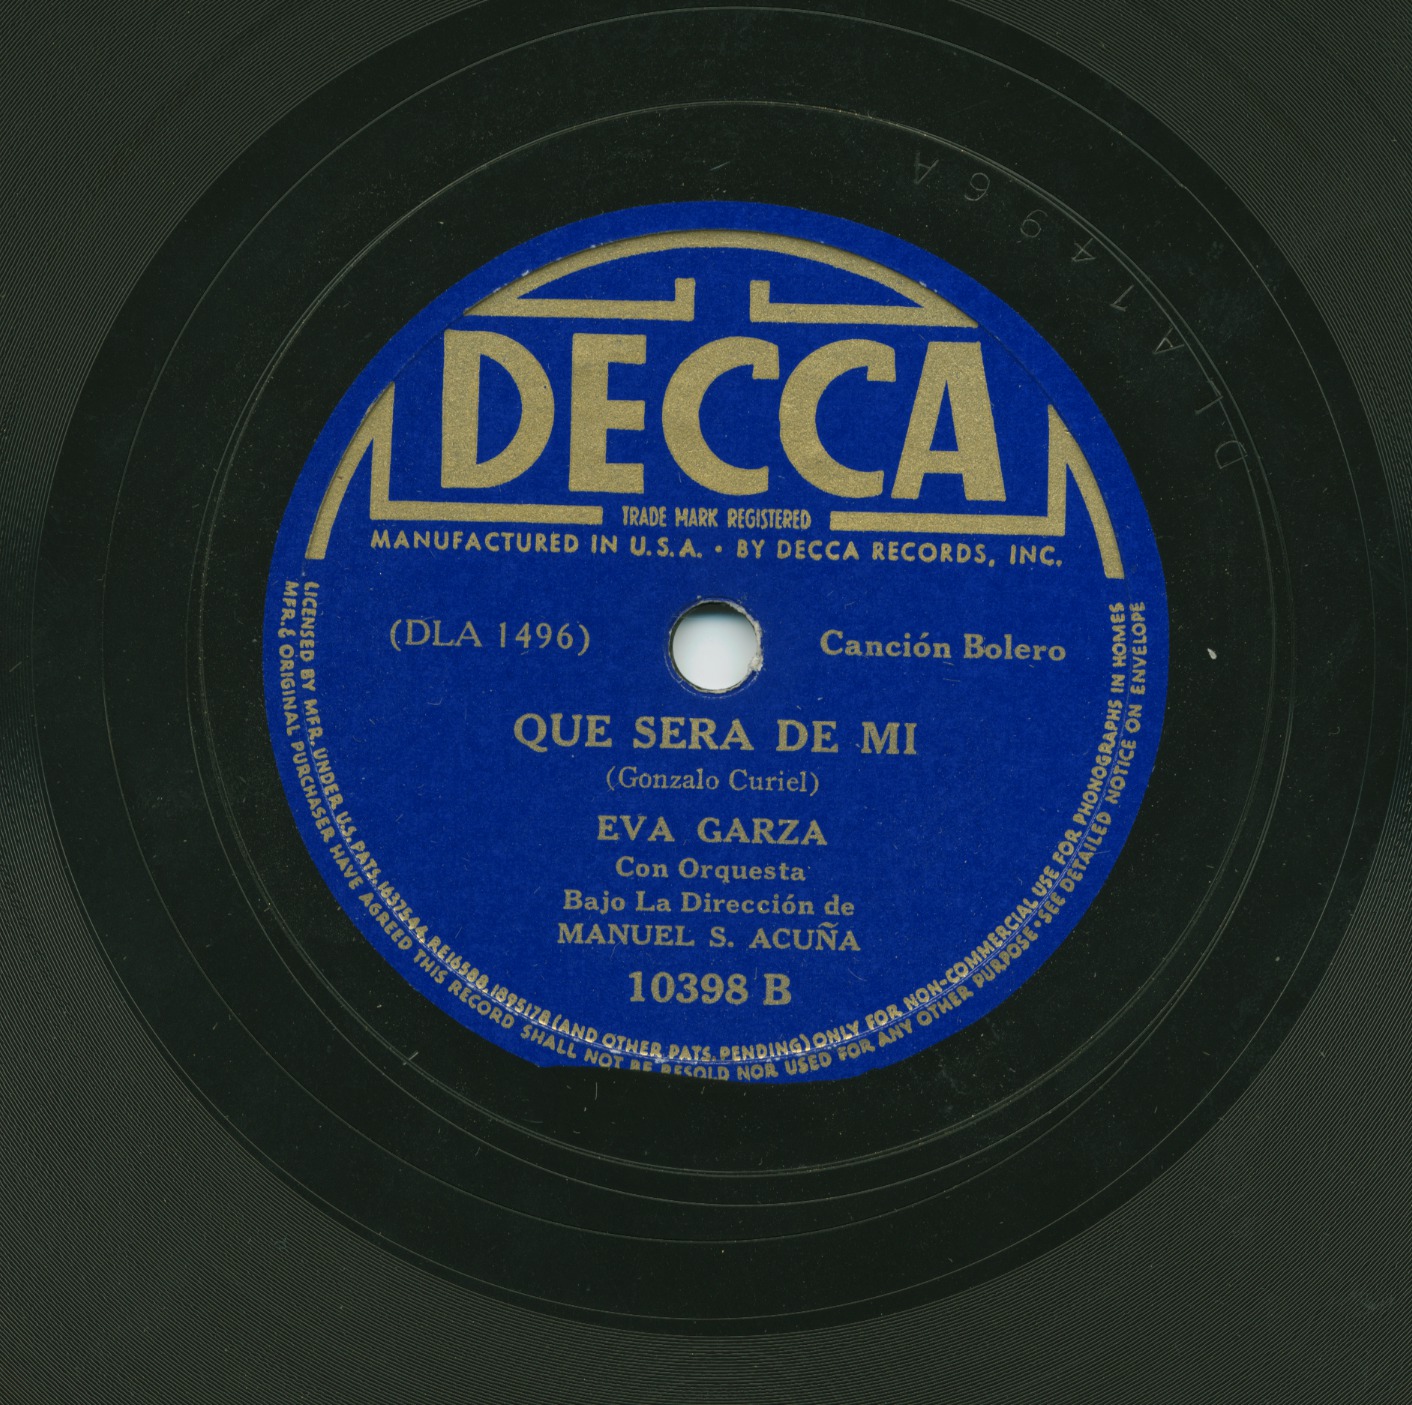 DECCA
TRADE MARK REGISTERED
MANUFACTURED IN U.S.A. · BY DECCA RECORDS, INC.
(DLA 1496)
Canción Bolero
QUE SERA DE MI
(Gonzalo Curiel)
EVA GARZA
Con Orquesta
Bajo La Dirección de
MANUEL S. ACUÑA
10398 B
LICENSED BY MFR. UNDER U.S. PATS. 1637544, RE16588, 1895178 (AND OTHER PATS. PENDING) ONLY FOR NON-COMMERCIAL USE FOR PHONOGRAPHS IN HOMES
MFR. & ORIGINAL PURCHASER HAVE AGREED THIS RECORD SHALL NOT BE RESOLD NOR USED FOR ANY OTHER PURPOSE · SEE DETAILED NOTICE ON ENVELOPE
DLA1496A